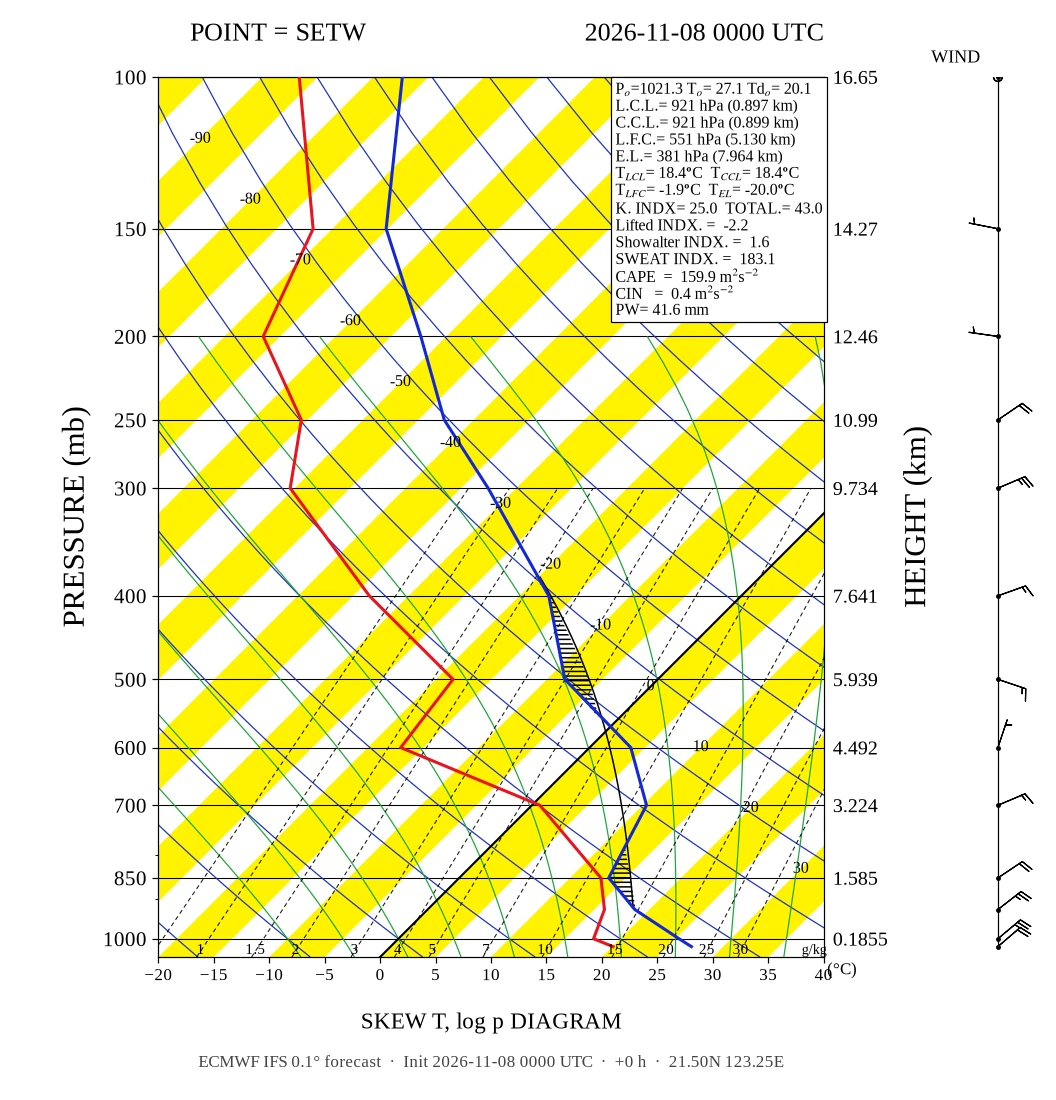 POINT = SETW
2026-11-08 0000 UTC
WIND
P₀=1021.3 T₀= 27.1 Td₀= 20.1
L.C.L.= 921 hPa (0.897 km)
C.C.L.= 921 hPa (0.899 km)
L.F.C.= 551 hPa (5.130 km)
E.L.= 381 hPa (7.964 km)
T_LCL= 18.4°C T_CCL= 18.4°C
T_LFC= -1.9°C T_EL= -20.0°C
K. INDX= 25.0 TOTAL.= 43.0
Lifted INDX. = -2.2
Showalter INDX. = 1.6
SWEAT INDX. = 183.1
CAPE = 159.9 m²s⁻²
CIN = 0.4 m²s⁻²
PW= 41.6 mm
PRESSURE (mb)
100
150
200
250
300
400
500
600
700
850
1000
-90
-80
-70
-60
-50
-40
-30
-20
-10
0
10
20
30
16.65
14.27
12.46
10.99
9.734
7.641
5.939
4.492
3.224
1.585
0.1855
HEIGHT (km)
1 1.5 2 3 4 5 7 10 15 20 25 30 g/kg
−20 −15 −10 −5 0 5 10 15 20 25 30 35 40
(°C)
SKEW T, log p DIAGRAM
ECMWF IFS 0.1° forecast · Init 2026-11-08 0000 UTC · +0 h · 21.50N 123.25E